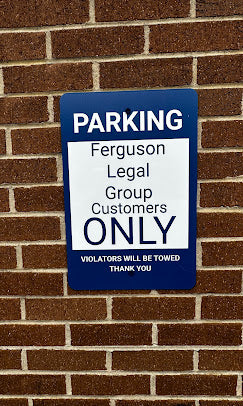 PARKING
Ferguson
Legal
Group
Customers
ONLY
VIOLATORS WILL BE TOWED
THANK YOU